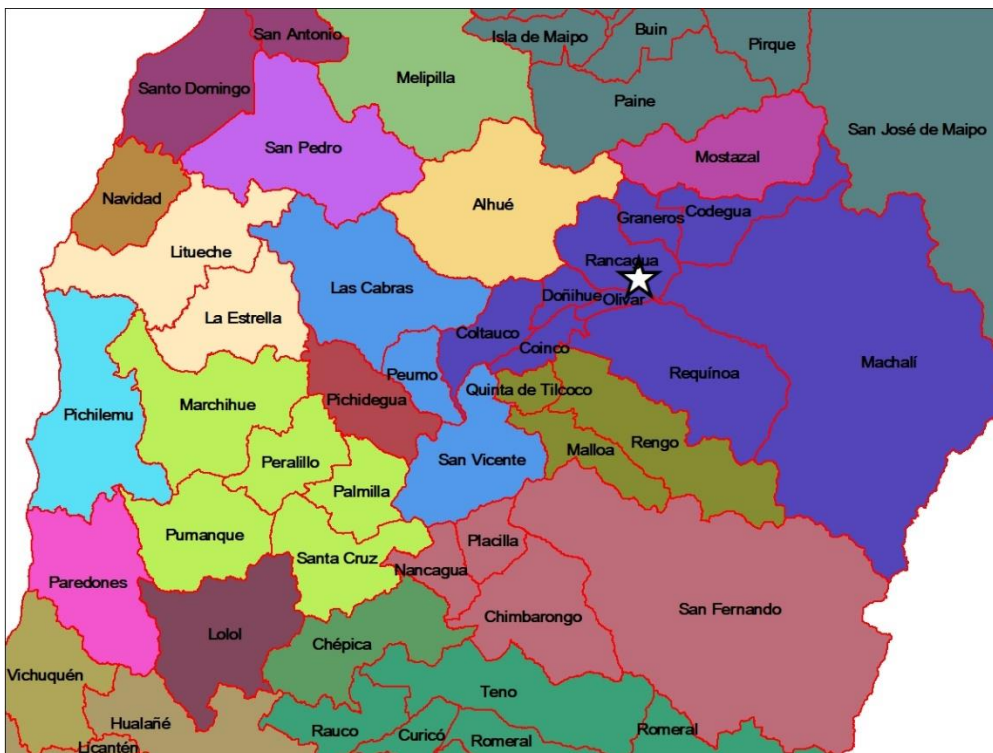 San Antonio
Isla de Maipo
Buin
Pirque
Santo Domingo
Melipilla
Paine
San José de Maipo
San Pedro
Mostazal
Navidad
Alhué
Graneros
Codegua
Litueche
Rancagua
Las Cabras
Doñihue
Olivar
La Estrella
Coltauco
Coinco
Machalí
Peumo
Requínoa
Pichidegua
Quinta de Tilcoco
Marchihue
Pichilemu
Rengo
Malloa
Peralillo
San Vicente
Palmilla
Pumanque
Placilla
Santa Cruz
Nancagua
Paredones
San Fernando
Chimbarongo
Lolol
Chépica
Vichuquén
Teno
Hualañé
Rauco
Curicó
Romeral
Romeral
Licantén